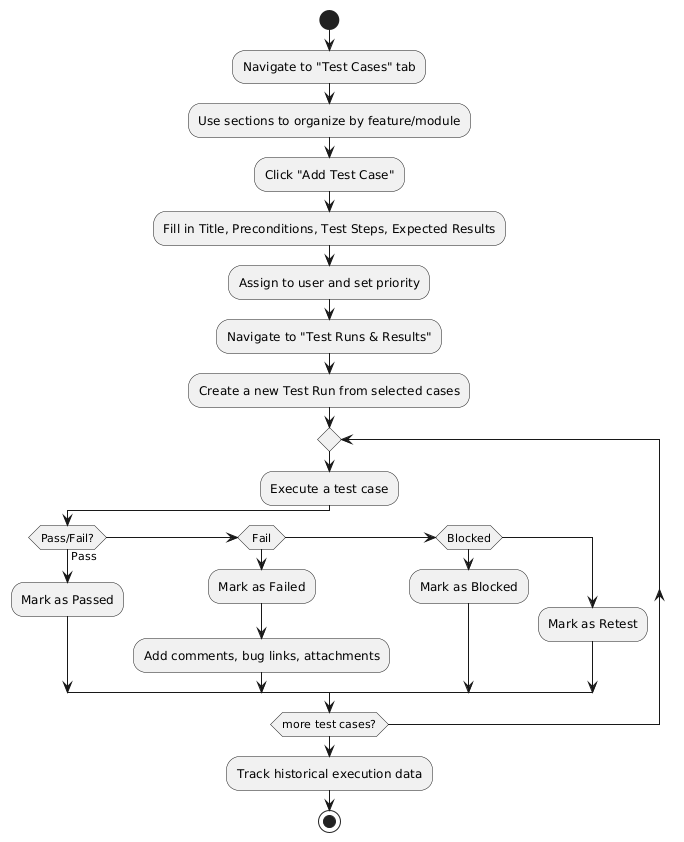 Navigate to "Test Cases" tab
Use sections to organize by feature/module
Click "Add Test Case"
Fill in Title, Preconditions, Test Steps, Expected Results
Assign to user and set priority
Navigate to "Test Runs & Results"
Create a new Test Run from selected cases
Execute a test case
Pass/Fail?
Fail
Blocked
Pass
Mark as Passed
Mark as Failed
Mark as Blocked
Mark as Retest
Add comments, bug links, attachments
more test cases?
Track historical execution data